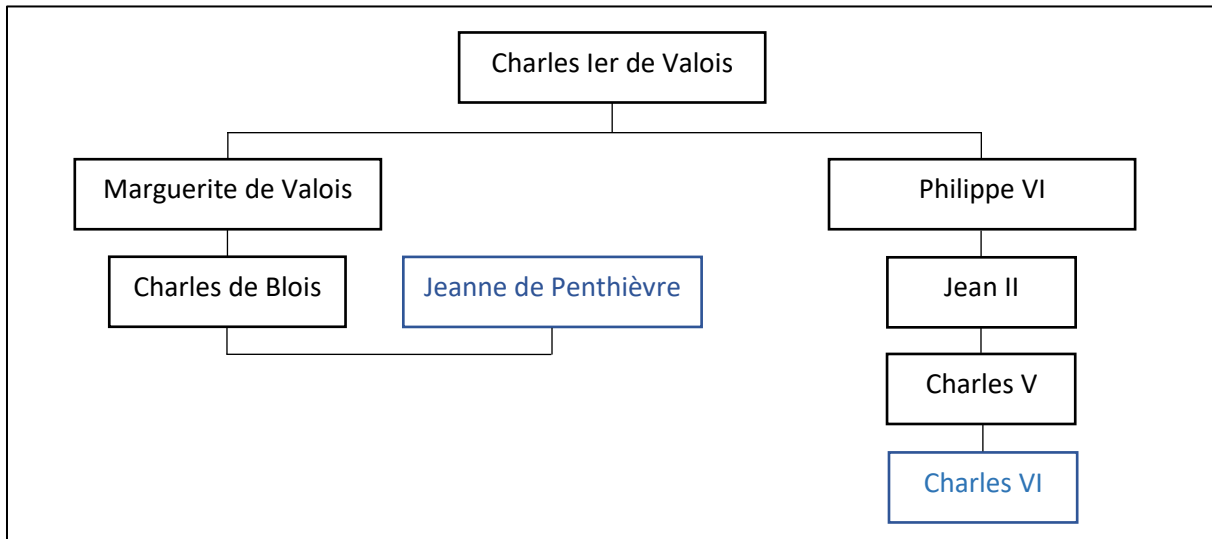 Charles Ier de Valois
Marguerite de Valois
Philippe VI
Charles de Blois
Jeanne de Penthièvre
Jean II
Charles V
Charles VI